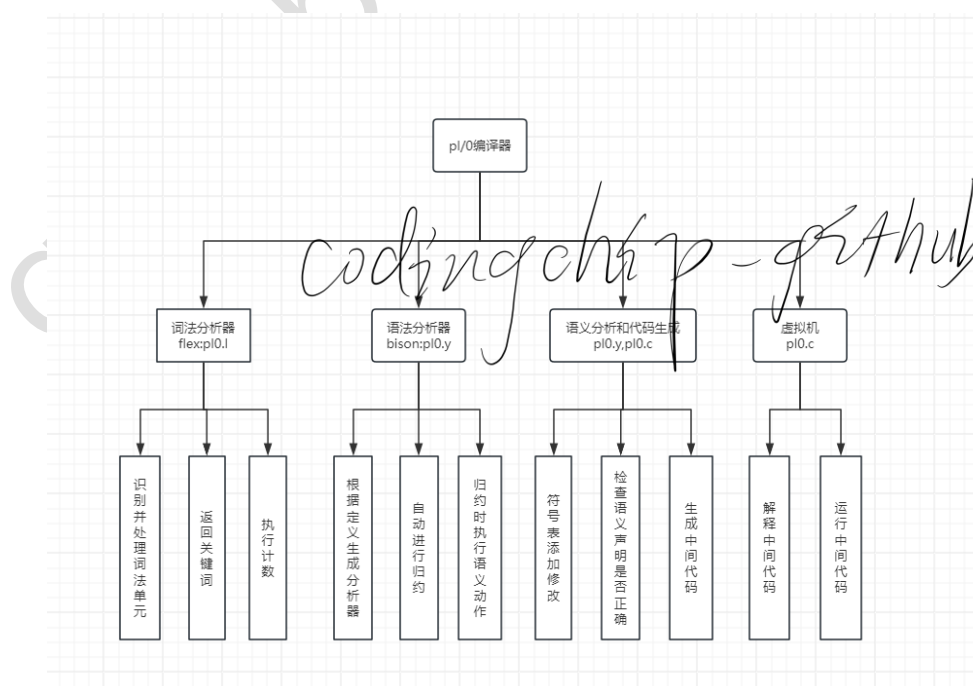 pl/0编译器
codingchip-github
词法分析器
flex:pl0.l
语法分析器
bison:pl0.y
语义分析和代码生成
pl0.y,pl0.c
虚拟机
pl0.c
识别并处理词法单元
返回关键词
执行计数
根据定义生成分析器
自动进行归约
归约时执行语义动作
符号表添加修改
检查语义声明是否正确
生成中间代码
解释中间代码
运行中间代码